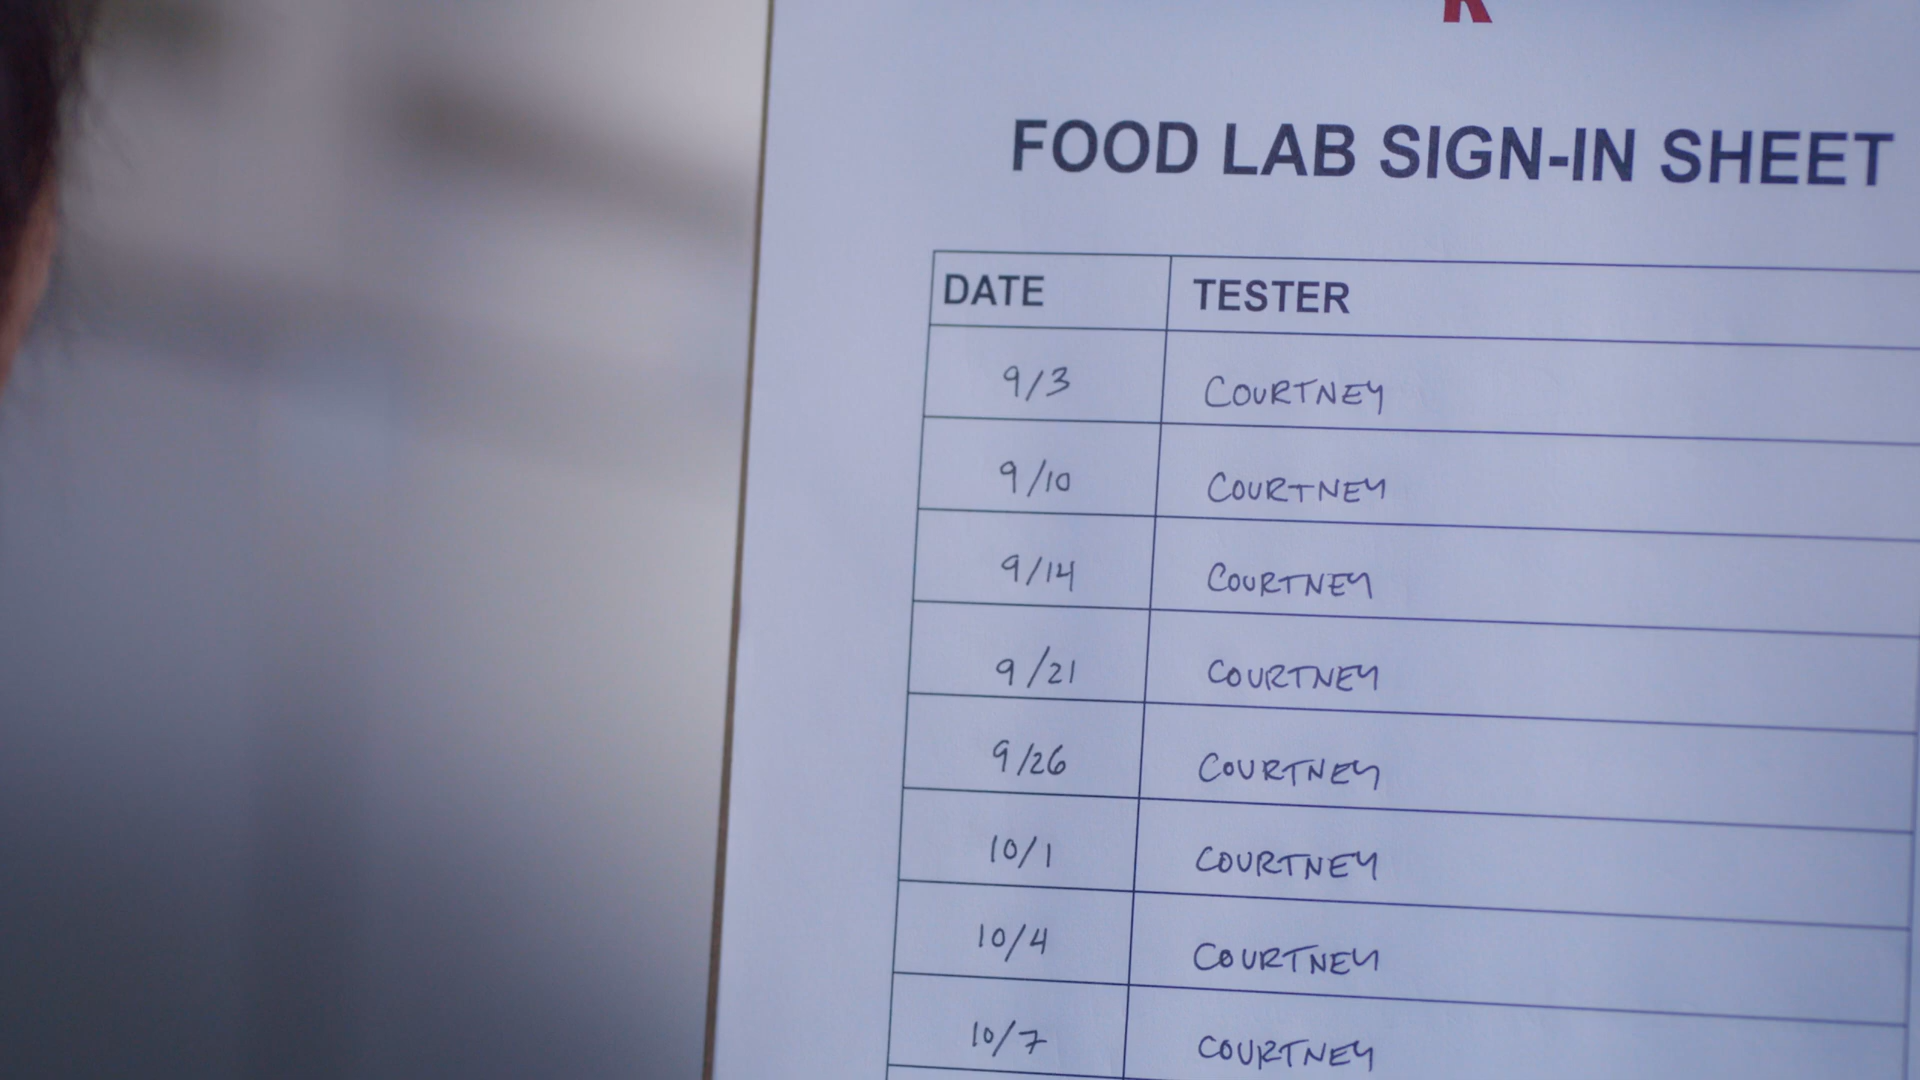 FOOD LAB SIGN-IN SHEET
DATE TESTER
9/3 COURTNEY
9/10 COURTNEY
9/14 COURTNEY
9/21 COURTNEY
9/26 COURTNEY
10/1 COURTNEY
10/4 COURTNEY
10/7 COURTNEY